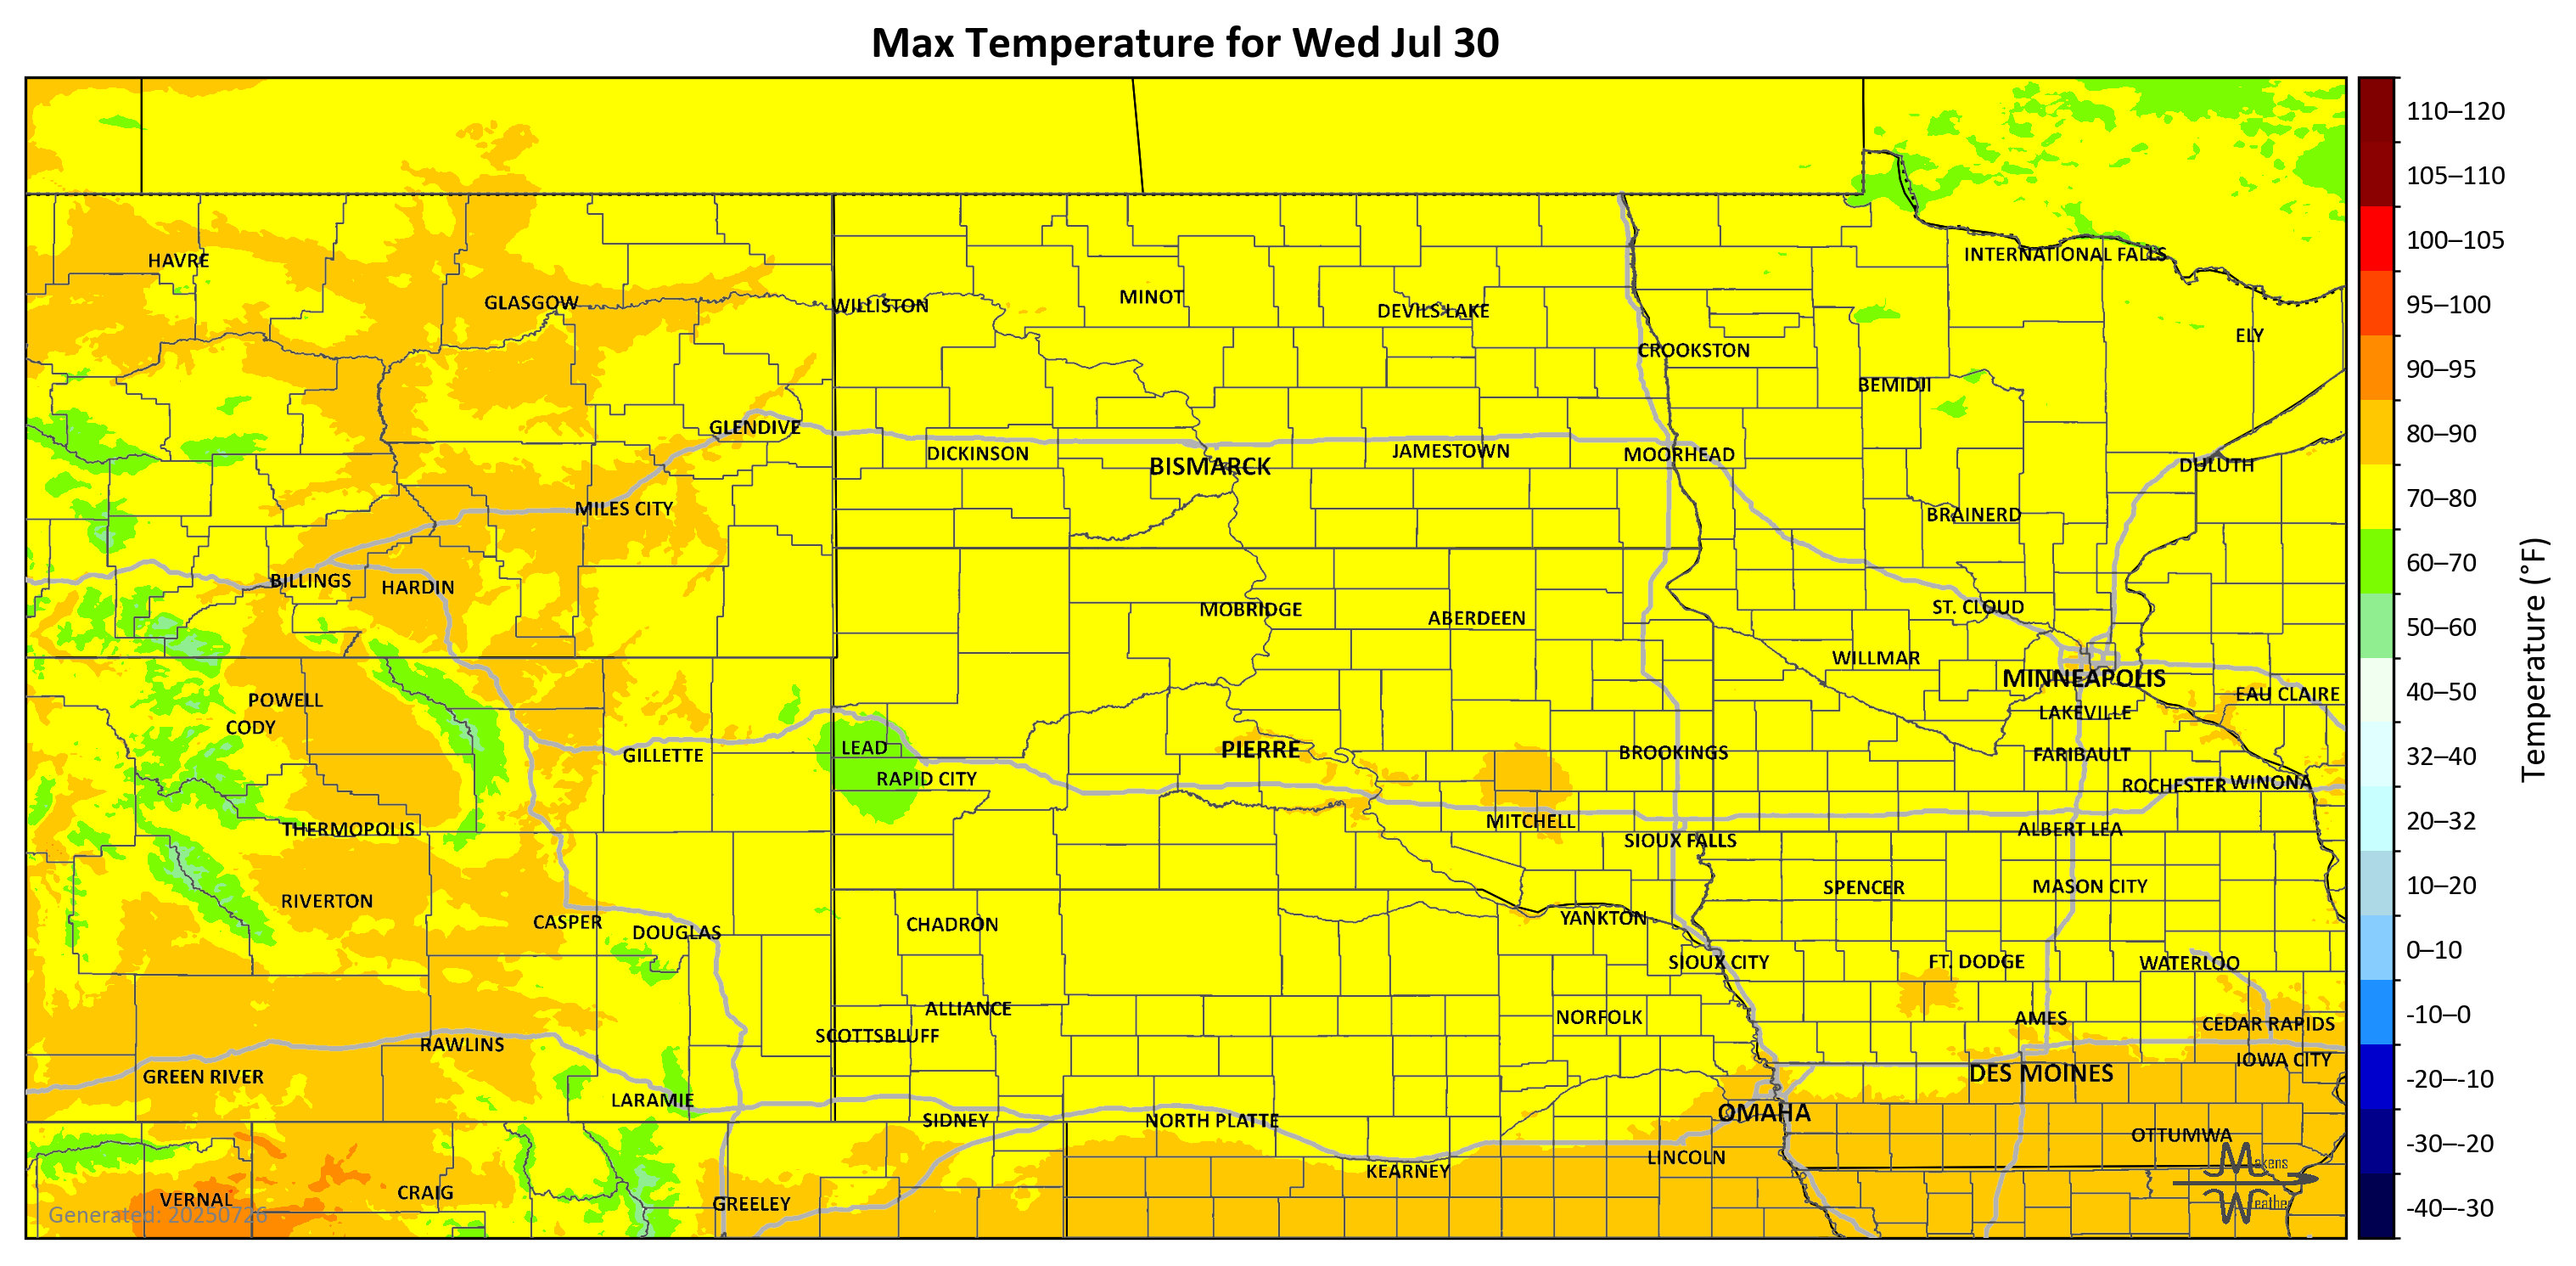 Max Temperature for Wed Jul 30
110–120
105–110
100–105
95–100
90–95
80–90
70–80
60–70
50–60
40–50
32–40
20–32
10–20
0–10
-10–0
-20–-10
-30–-20
-40–-30
Temperature (°F)
INTERNATIONAL FALLS
HAVRE
GLASGOW
WILLISTON
MINOT
DEVILS LAKE
ELY
CROOKSTON
BEMIDJI
GLENDIVE
DICKINSON
BISMARCK
JAMESTOWN
MOORHEAD
DULUTH
MILES CITY
BRAINERD
BILLINGS
HARDIN
MOBRIDGE
ABERDEEN
ST. CLOUD
WILLMAR
MINNEAPOLIS
EAU CLAIRE
POWELL
CODY
LAKEVILLE
GILLETTE
LEAD
PIERRE
BROOKINGS
FARIBAULT
RAPID CITY
ROCHESTER
WINONA
THERMOPOLIS
MITCHELL
SIOUX FALLS
ALBERT LEA
RIVERTON
SPENCER
MASON CITY
CASPER
DOUGLAS
CHADRON
YANKTON
SIOUX CITY
FT. DODGE
WATERLOO
ALLIANCE
NORFOLK
AMES
CEDAR RAPIDS
SCOTTSBLUFF
RAWLINS
IOWA CITY
GREEN RIVER
DES MOINES
LARAMIE
SIDNEY
NORTH PLATTE
OMAHA
OTTUMWA
LINCOLN
KEARNEY
VERNAL
CRAIG
GREELEY
Generated: 20250726
Makens
Weather